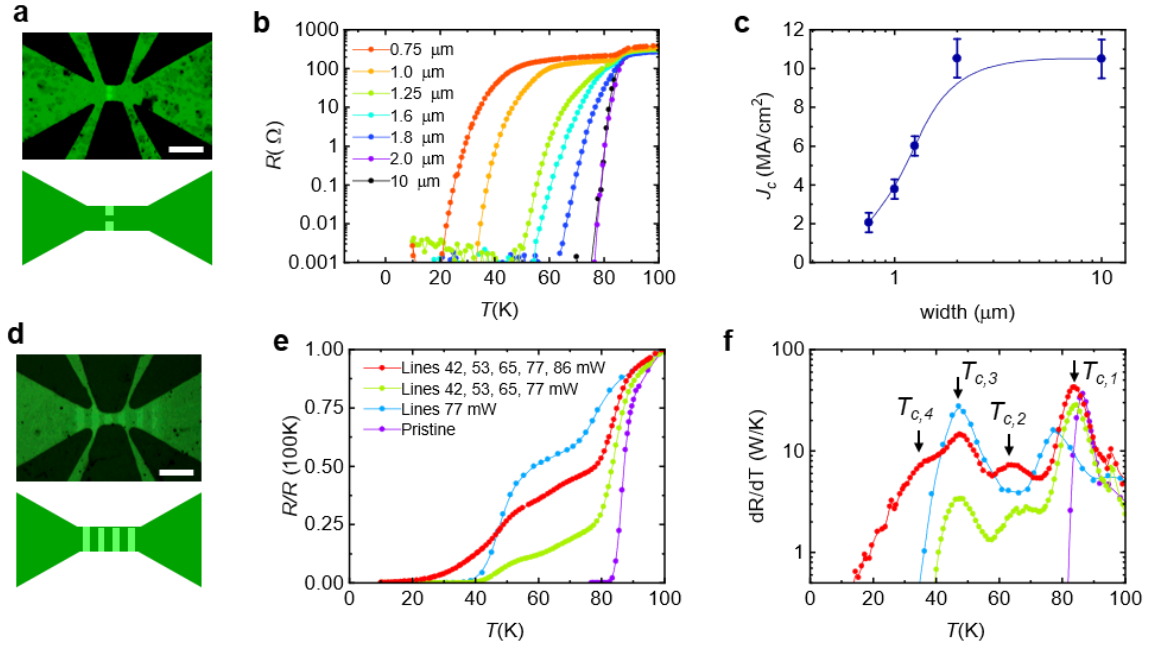 a
b
R( Ω)
1000
100
10
1
0.1
0.01
0.001
0.75 μm
1.0 μm
1.25 μm
1.6 μm
1.8 μm
2.0 μm
10 μm
0 20 40 60 80 100
T(K)
c
Jc (MA/cm2)
12
10
8
6
4
2
0
1 10
width (μm)
d
e
R/R (100K)
1.00
0.75
0.50
0.25
0.00
Lines 42, 53, 65, 77, 86 mW
Lines 42, 53, 65, 77 mW
Lines 77 mW
Pristine
0 20 40 60 80 100
T(K)
f
dR/dT (W/K)
100
10
1
Tc,4
Tc,3
Tc,2
Tc,1
0 20 40 60 80 100
T(K)